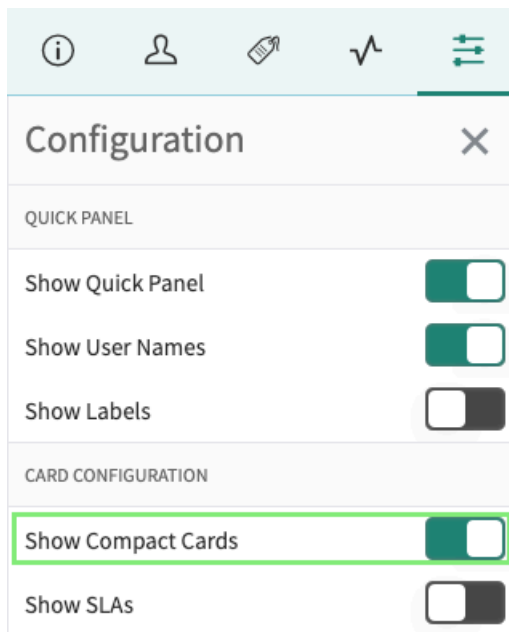 Configuration
QUICK PANEL
Show Quick Panel
Show User Names
Show Labels
CARD CONFIGURATION
Show Compact Cards
Show SLAs